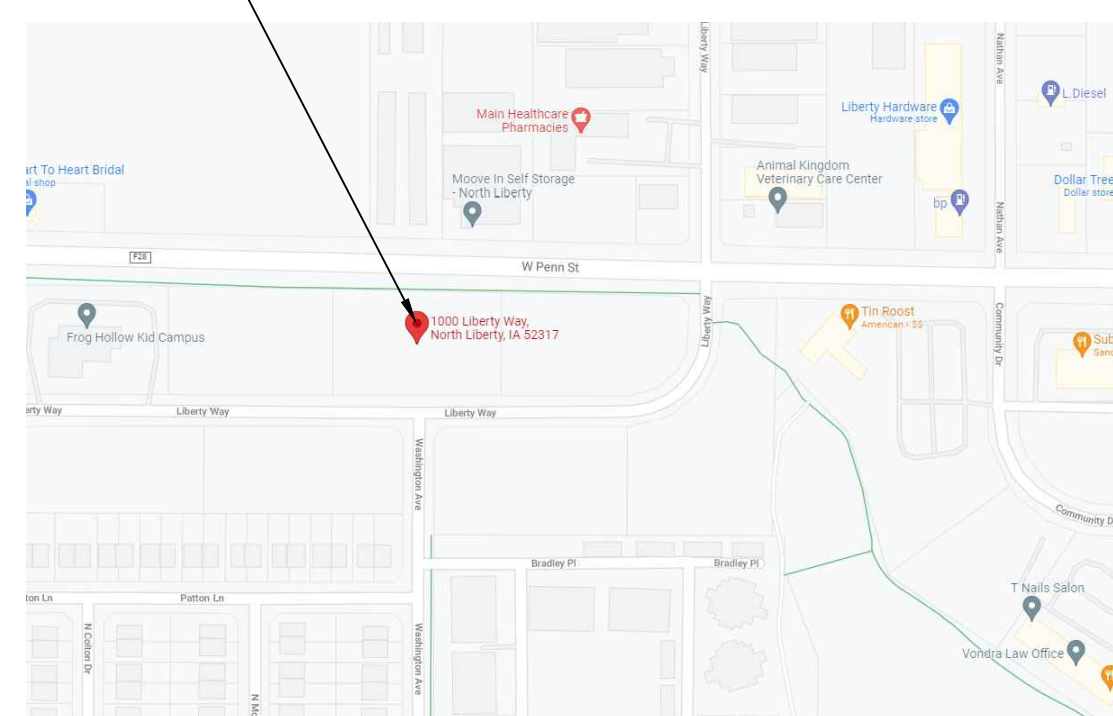 Liberty Way
Nathan Ave
L.Diesel
Liberty Hardware
Hardware store
Main Healthcare
Pharmacies
art To Heart Bridal
al shop
Moove In Self Storage
- North Liberty
Animal Kingdom
Veterinary Care Center
Dollar Tree
Dollar store
bp
Nathan Ave
F28
W Penn St
Liberty Way
Tin Roost
American • $$
1000 Liberty Way,
North Liberty, IA 52317
Frog Hollow Kid Campus
Community Dr
Sub
Sand
erty Way
Liberty Way
Liberty Way
Washington Ave
Community D
Bradley Pl
Bradley Pl
T Nails Salon
ton Ln
Patton Ln
N Colton Dr
Washington Ave
Vondra Law Office
N Mc